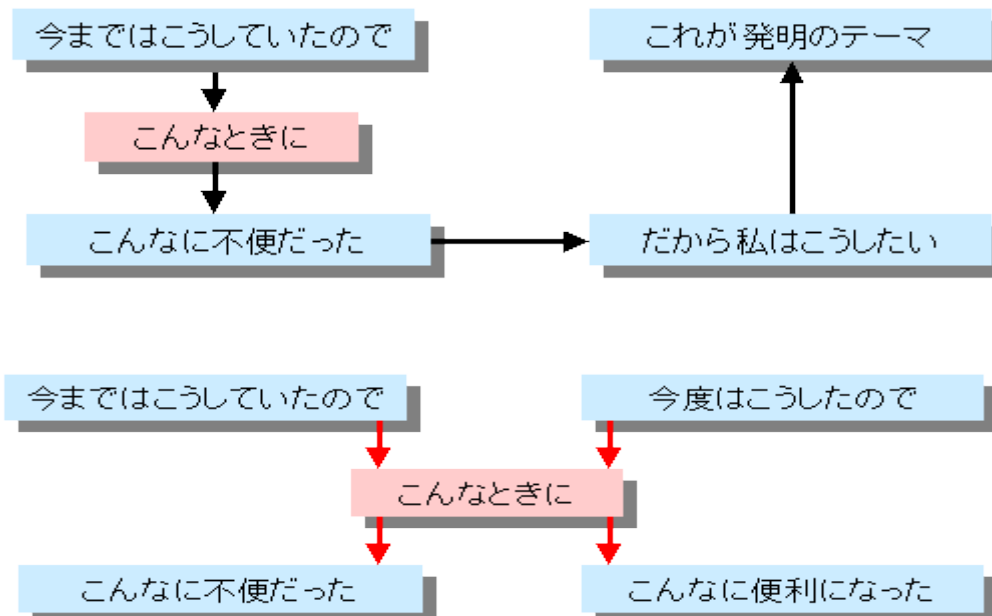 今まではこうしていたので
これが発明のテーマ
こんなときに
こんなに不便だった
だから私はこうしたい
今まではこうしていたので
今度はこうしたので
こんなときに
こんなに不便だった
こんなに便利になった